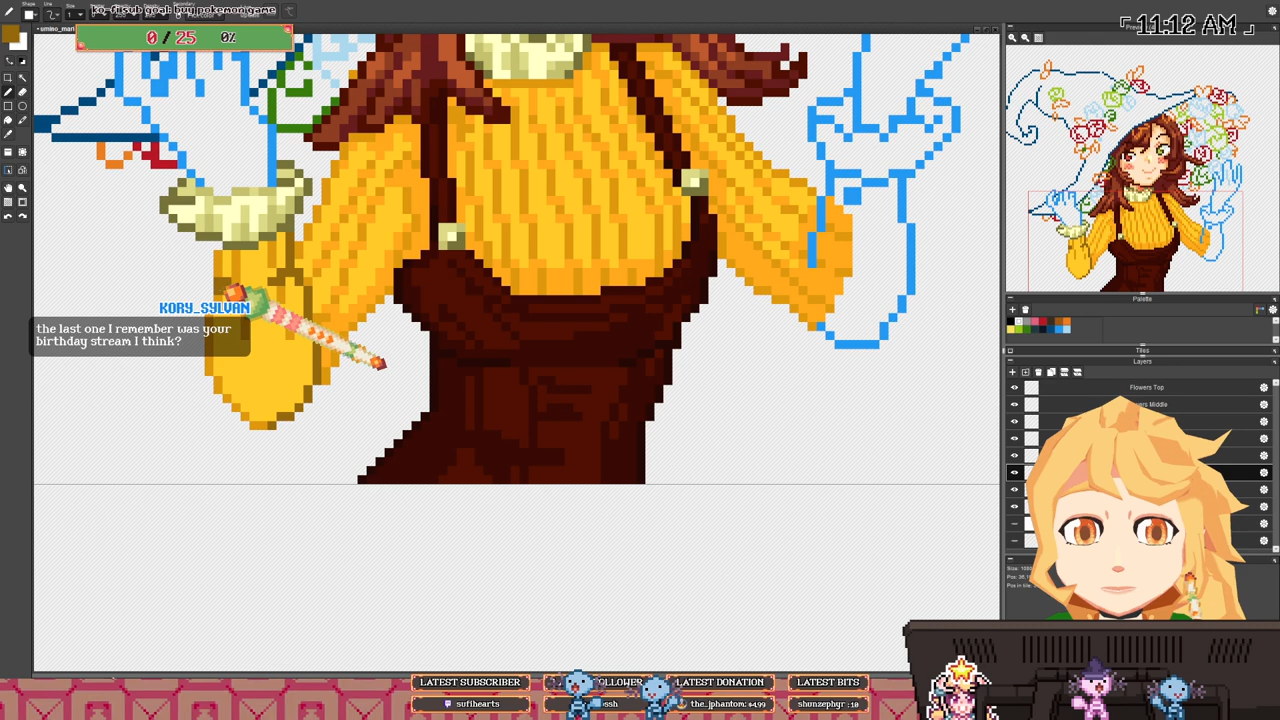 ko-fi/sub goal: buy pokemon game
0 / 25 0%
11:12 AM
Palette
Tiles
Layers
Flowers Top
KORY_SYLVAN
the last one I remember was your
birthday stream I think?
LATEST SUBSCRIBER
LATEST DONATION
LATEST BITS
sufihearts
the_jphantom: $4.99
shunzephyr : 10